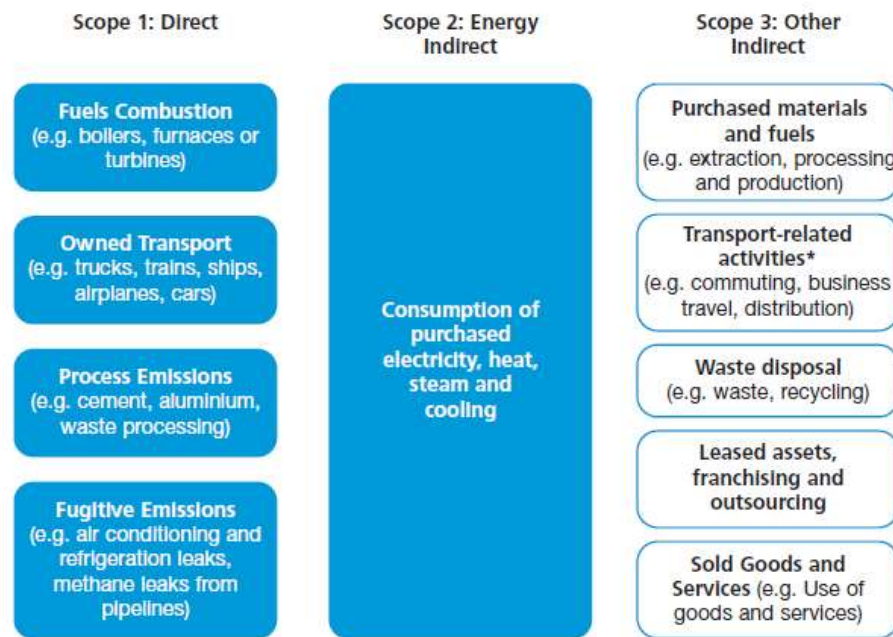 Scope 1: Direct
Fuels Combustion
(e.g. boilers, furnaces or
turbines)
Owned Transport
(e.g. trucks, trains, ships,
airplanes, cars)
Process Emissions
(e.g. cement, aluminium,
waste processing)
Fugitive Emissions
(e.g. air conditioning and
refrigeration leaks,
methane leaks from
pipelines)
Scope 2: Energy
Indirect
Consumption of
purchased
electricity, heat,
steam and
cooling
Scope 3: Other
Indirect
Purchased materials
and fuels
(e.g. extraction, processing
and production)
Transport-related
activities*
(e.g. commuting, business
travel, distribution)
Waste disposal
(e.g. waste, recycling)
Leased assets,
franchising and
outsourcing
Sold Goods and
Services (e.g. Use of
goods and services)